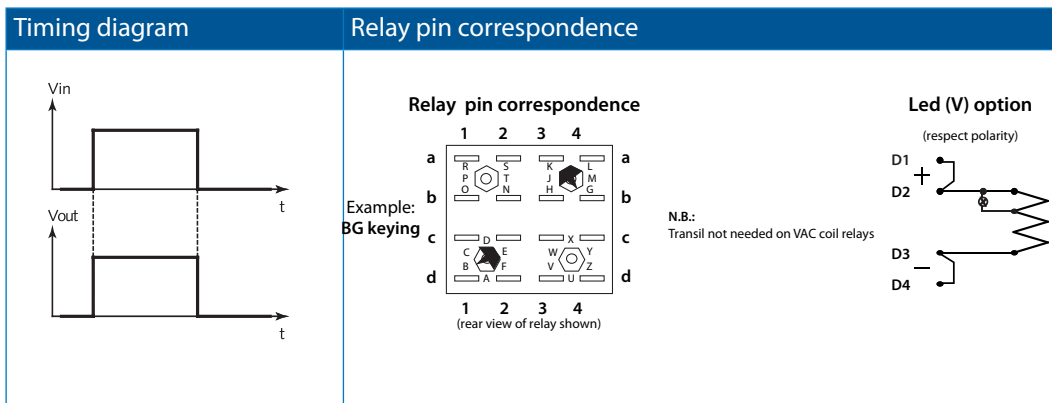 Timing diagram
Relay pin correspondence
Vin
t
Vout
t
Relay pin correspondence
1 2 3 4
a a
R S K L
P T J M
O N H G
b b
Example:
BG keying
c c
D X
C E W Y
B F V Z
A U
d d
1 2 3 4
(rear view of relay shown)
N.B.:
Transil not needed on VAC coil relays
Led (V) option
(respect polarity)
D1
+
D2
D3
−
D4